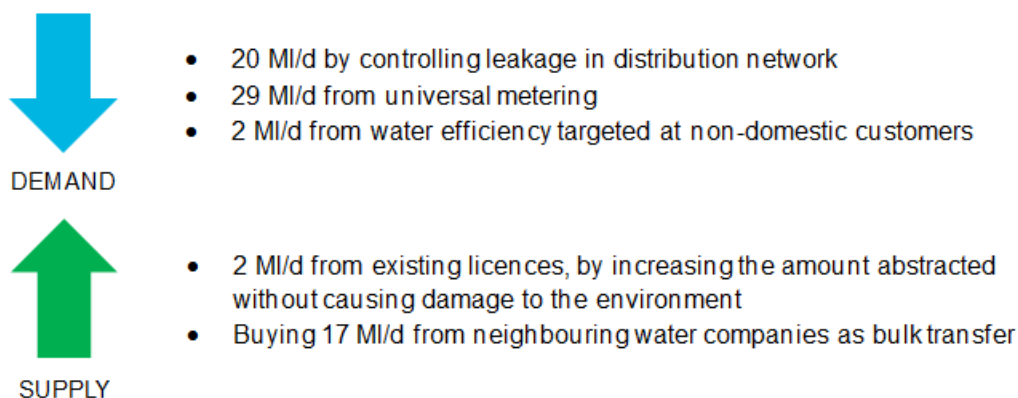 • 20 Ml/d by controlling leakage in distribution network
• 29 Ml/d from universal metering
• 2 Ml/d from water efficiency targeted at non-domestic customers
DEMAND
• 2 Ml/d from existing licences, by increasing the amount abstracted
without causing damage to the environment
• Buying 17 Ml/d from neighbouring water companies as bulk transfer
SUPPLY